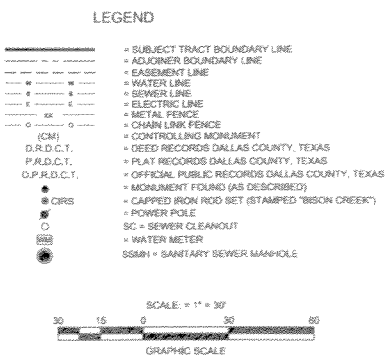 LEGEND
= SUBJECT TRACT BOUNDARY LINE
= ADJOINER BOUNDARY LINE
= EASEMENT LINE
= WATER LINE
= SEWER LINE
= ELECTRIC LINE
XX = METAL FENCE
O O = CHAIN LINK FENCE
(CM) = CONTROLLING MONUMENT
D.R.D.C.T. = DEED RECORDS DALLAS COUNTY, TEXAS
P.R.D.C.T. = PLAT RECORDS DALLAS COUNTY, TEXAS
O.P.R.D.C.T. = OFFICIAL PUBLIC RECORDS DALLAS COUNTY, TEXAS
= MONUMENT FOUND (AS DESCRIBED)
CIRS = CAPPED IRON ROD SET (STAMPED "BISON CREEK")
= POWER POLE
SC = SEWER CLEANOUT
WM = WATER METER
SSMH = SANITARY SEWER MANHOLE
SCALE: = 1" = 30'
30 15 0 30 60
GRAPHIC SCALE